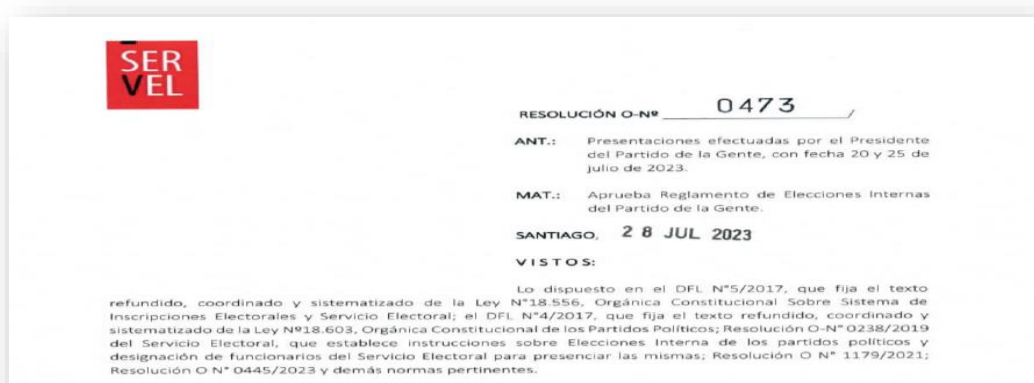 SER
VEL
RESOLUCIÓN O-Nº 0473 /
ANT.: Presentaciones efectuadas por el Presidente
del Partido de la Gente, con fecha 20 y 25 de
julio de 2023.
MAT.: Aprueba Reglamento de Elecciones Internas
del Partido de la Gente.
SANTIAGO, 28 JUL 2023
VISTOS:
Lo dispuesto en el DFL N°5/2017, que fija el texto
refundido, coordinado y sistematizado de la Ley N°18.556, Orgánica Constitucional Sobre Sistema de
Inscripciones Electorales y Servicio Electoral; el DFL N°4/2017, que fija el texto refundido, coordinado y
sistematizado de la Ley Nº18.603, Orgánica Constitucional de los Partidos Políticos; Resolución O-N° 0238/2019
del Servicio Electoral, que establece instrucciones sobre Elecciones Interna de los partidos políticos y
designación de funcionarios del Servicio Electoral para presenciar las mismas; Resolución O N° 1179/2021;
Resolución O N° 0445/2023 y demás normas pertinentes.